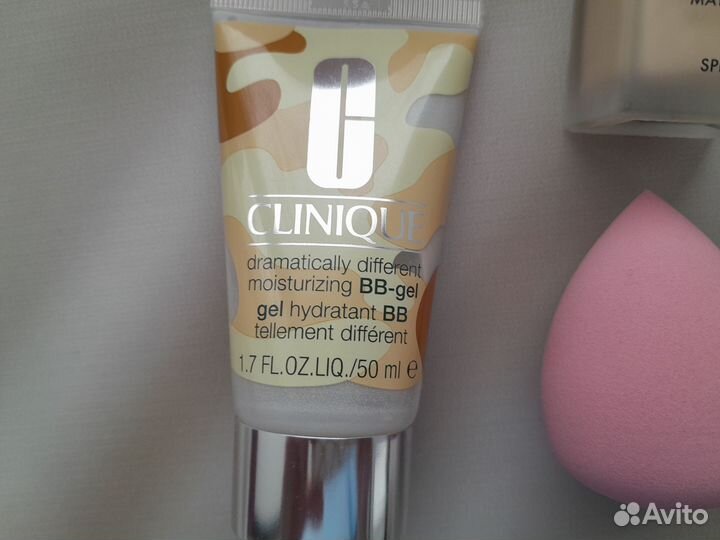 C
CLINIQUE
dramatically different
moisturizing BB-gel
gel hydratant BB
tellement différent
1.7 FL.OZ.LIQ./50 ml e
Avito